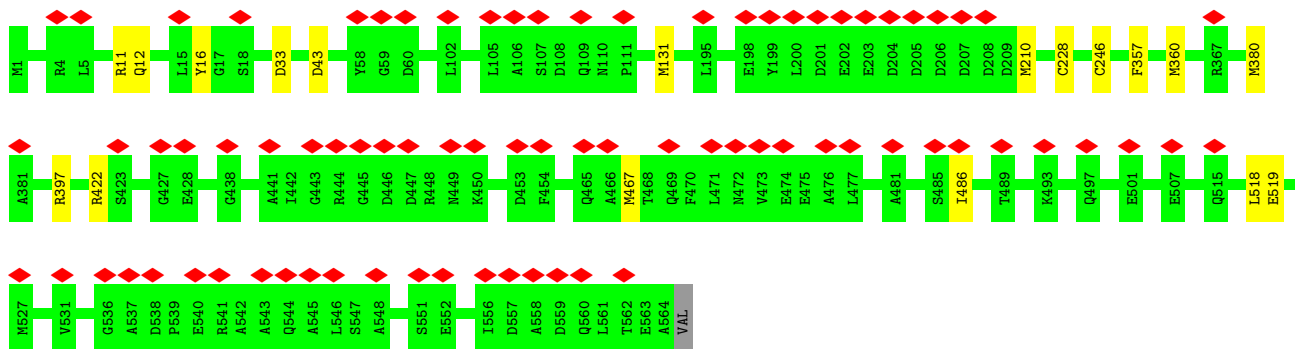 M1 R4 L5 R11 Q12 L15 Y16 G17 S18 D33 D43 Y58 G59 D60 L102 L105 A106 S107 D108 Q109 N110 P111 M131 L195 E198 Y199 L200 D201 E202 E203 D204 D205 D206 D207 D208 D209 M210 C228 C246 F357 M360 R367 M380
A381 R397 R422 S423 G427 E428 G438 A441 I442 G443 R444 G445 D446 D447 R448 N449 K450 D453 F454 Q465 A466 M467 T468 Q469 F470 L471 N472 V473 E474 E475 A476 L477 A481 S485 I486 T489 K493 Q497 E501 E507 Q515 L518 E519
M527 V531 G536 A537 D538 P539 E540 R541 A542 A543 Q544 A545 L546 S547 A548 S551 E552 I556 D557 A558 D559 Q560 L561 T562 E563 A564 VAL